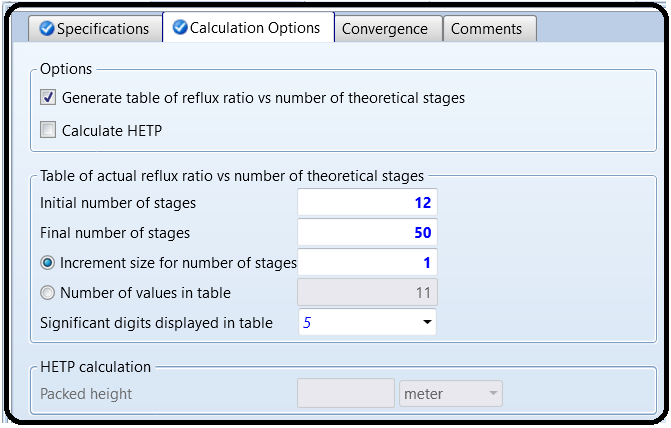 Specifications Calculation Options Convergence Comments
Options
Generate table of reflux ratio vs number of theoretical stages
Calculate HETP
Table of actual reflux ratio vs number of theoretical stages
Initial number of stages 12
Final number of stages 50
Increment size for number of stages 1
Number of values in table 11
Significant digits displayed in table 5
HETP calculation
Packed height meter